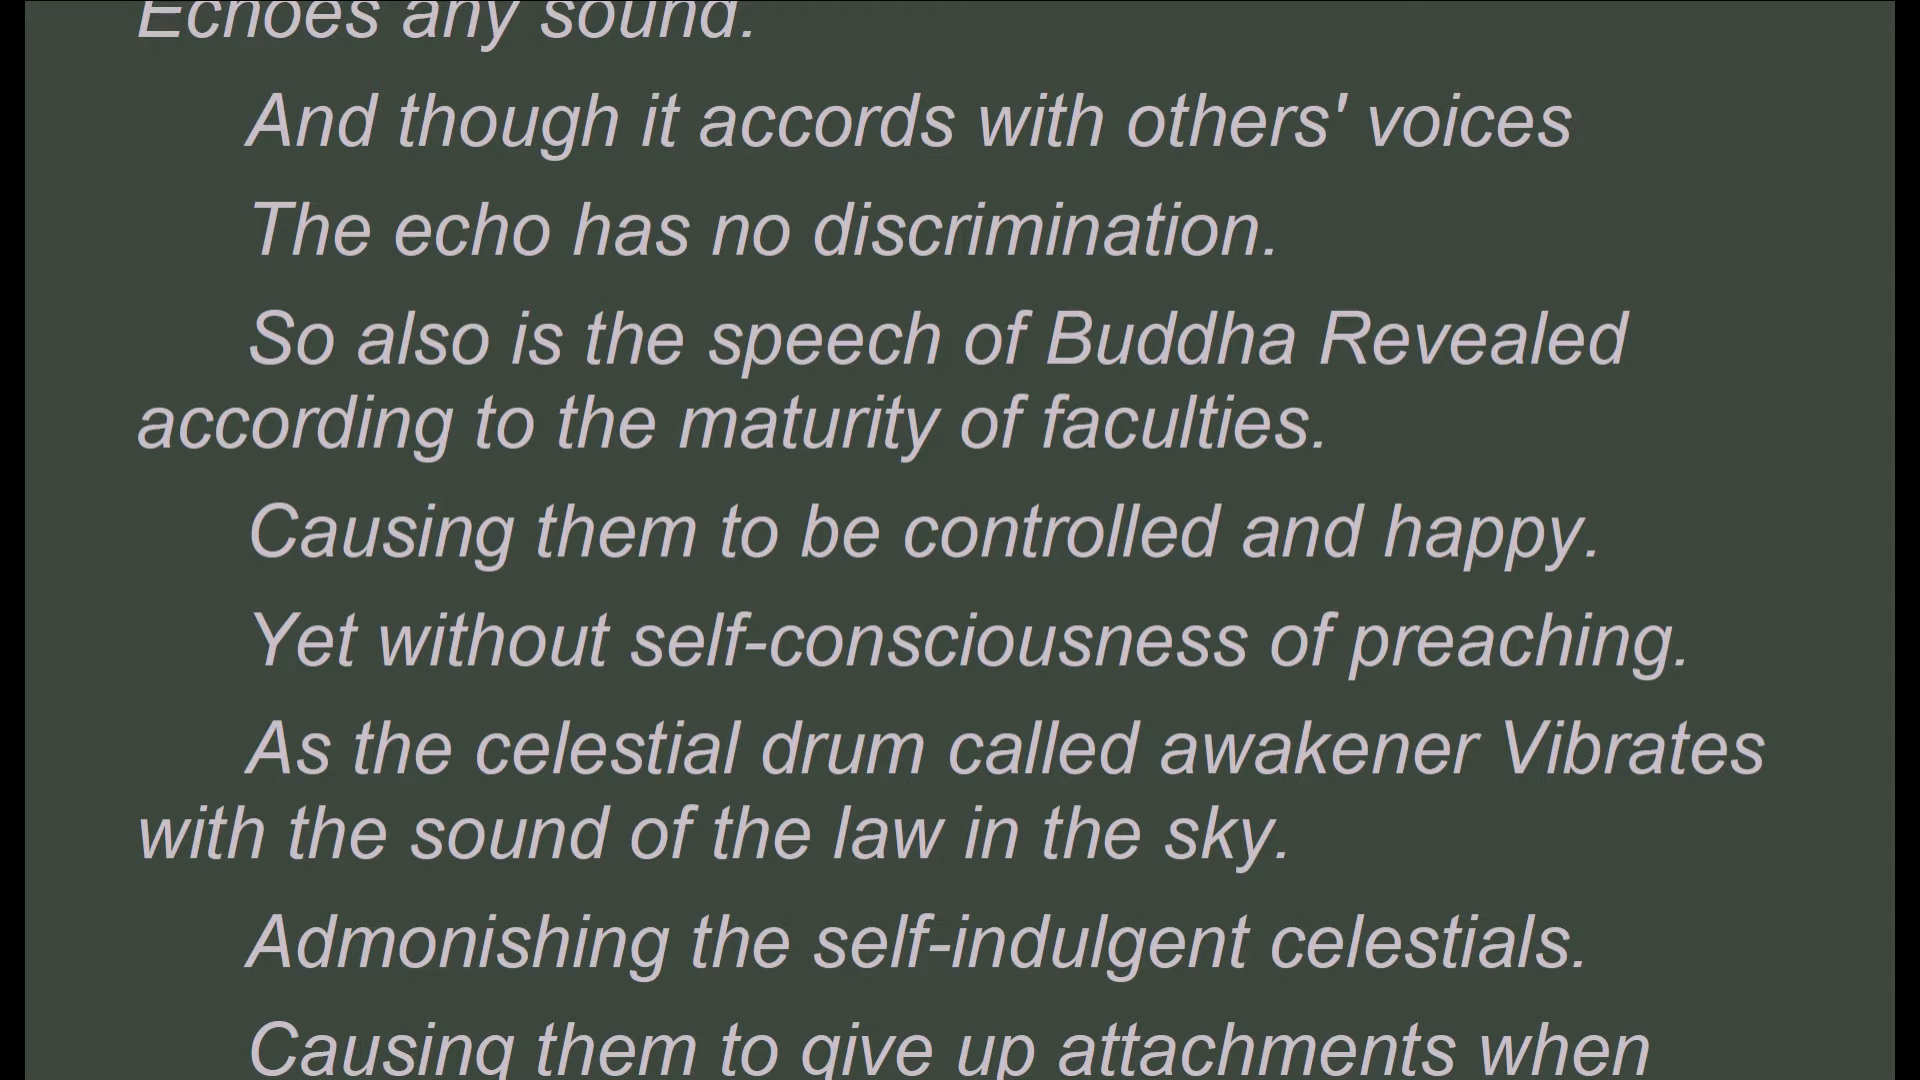 Echoes any sound.
And though it accords with others' voices
The echo has no discrimination.
So also is the speech of Buddha Revealed
according to the maturity of faculties.
Causing them to be controlled and happy.
Yet without self-consciousness of preaching.
As the celestial drum called awakener Vibrates
with the sound of the law in the sky.
Admonishing the self-indulgent celestials.
Causing them to give up attachments when